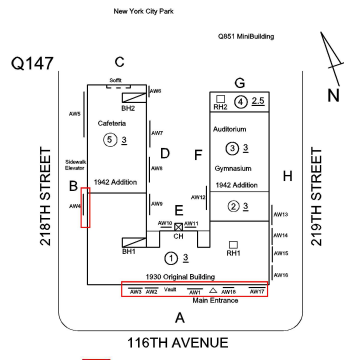 New York City Park
Q851 MiniBuilding
Q147
C
N
Soffit
G
AW6
BH2
RH2
4 2.5
AW5
Cafeteria
AW7
Auditorium
5 3
D
3 3
F
H
Sidewalk
Elevator
AW8
Gymnasium
B
1942 Addition
1942 Addition
AW4
AW9
E
AW12
2 3
AW13
AW10
AW11
218TH STREET
219TH STREET
CH
AW14
BH1
1 3
RH1
AW15
1930 Original Building
AW16
AW3
AW2
Vault
AW1
AW18
AW17
Main Entrance
A
116TH AVENUE